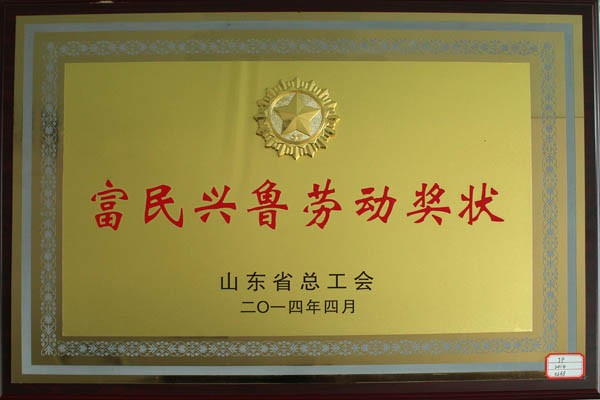 富民兴鲁劳动奖状
山东省总工会
二〇一四年四月